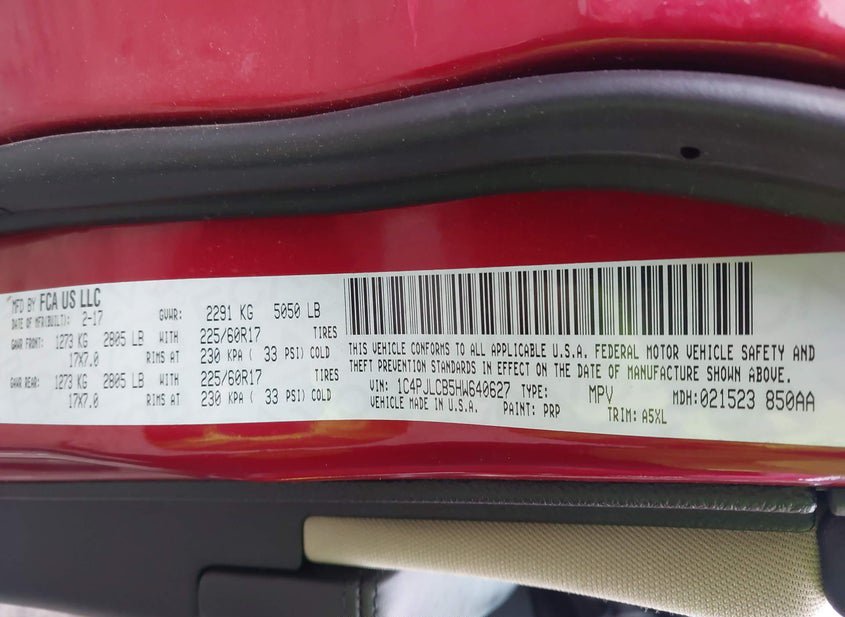 MFD BY FCA US LLC
DATE OF MFR(BUILT): 2-17 GVWR: 2291 KG 5050 LB
GAWR FRONT: 1273 KG 2805 LB WITH 225/60R17 TIRES
17X7.0 RIMS AT 230 KPA ( 33 PSI) COLD
GAWR REAR: 1273 KG 2805 LB WITH 225/60R17 TIRES
17X7.0 RIMS AT 230 KPA ( 33 PSI) COLD
THIS VEHICLE CONFORMS TO ALL APPLICABLE U.S.A. FEDERAL MOTOR VEHICLE SAFETY AND
THEFT PREVENTION STANDARDS IN EFFECT ON THE DATE OF MANUFACTURE SHOWN ABOVE.
VIN: 1C4PJLCB5HW640627 TYPE: MPV MDH: 021523 850AA
VEHICLE MADE IN U.S.A. PAINT: PRP TRIM: A5XL